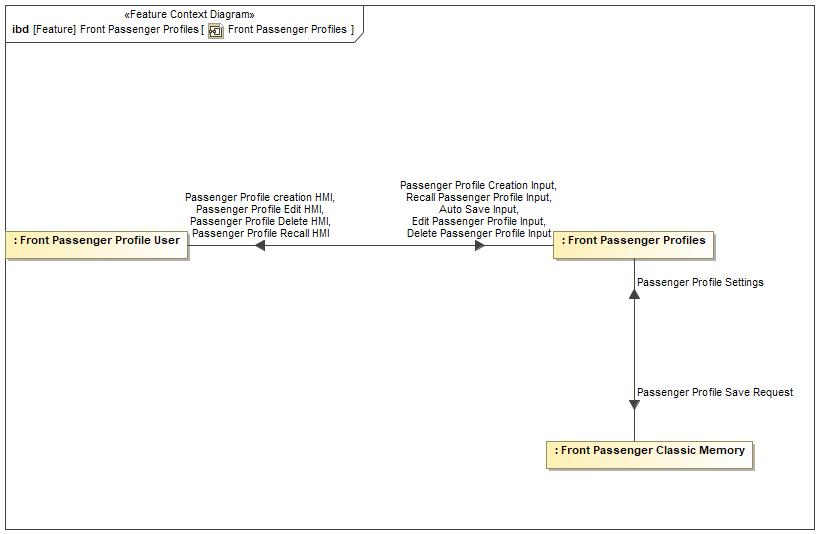 «Feature Context Diagram»
ibd [Feature] Front Passenger Profiles [ Front Passenger Profiles ]
Passenger Profile creation HMI,
Passenger Profile Edit HMI,
Passenger Profile Delete HMI,
Passenger Profile Recall HMI
Passenger Profile Creation Input,
Recall Passenger Profile Input,
Auto Save Input,
Edit Passenger Profile Input,
Delete Passenger Profile Input
: Front Passenger Profile User
: Front Passenger Profiles
Passenger Profile Settings
Passenger Profile Save Request
: Front Passenger Classic Memory